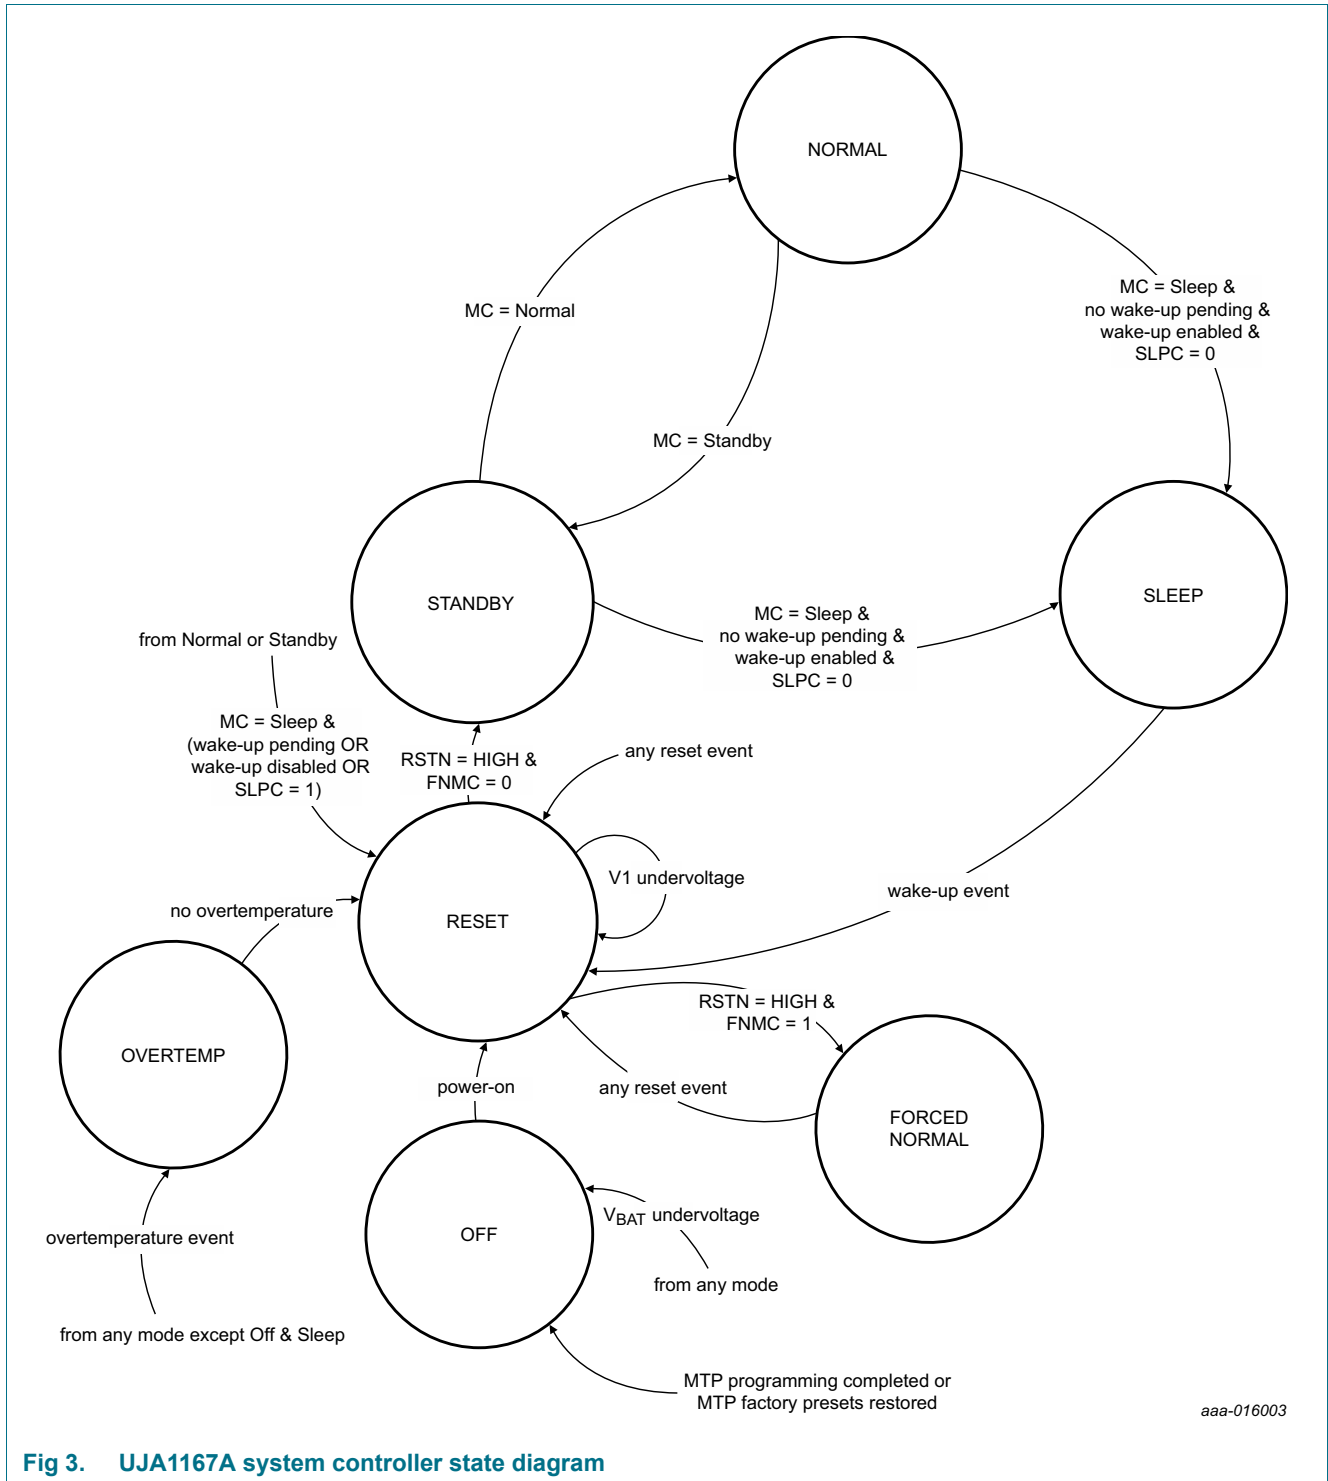 NORMAL
MC = Sleep &
no wake-up pending &
wake-up enabled &
SLPC = 0
MC = Normal
MC = Standby
STANDBY
SLEEP
MC = Sleep &
no wake-up pending &
wake-up enabled &
SLPC = 0
from Normal or Standby
MC = Sleep &
(wake-up pending OR
wake-up disabled OR
SLPC = 1)
RSTN = HIGH &
FNMC = 0
any reset event
V1 undervoltage
wake-up event
no overtemperature
RESET
RSTN = HIGH &
FNMC = 1
OVERTEMP
power-on
any reset event
FORCED
NORMAL
OFF
VBAT undervoltage
from any mode
overtemperature event
from any mode except Off & Sleep
MTP programming completed or
MTP factory presets restored
aaa-016003
Fig 3. UJA1167A system controller state diagram